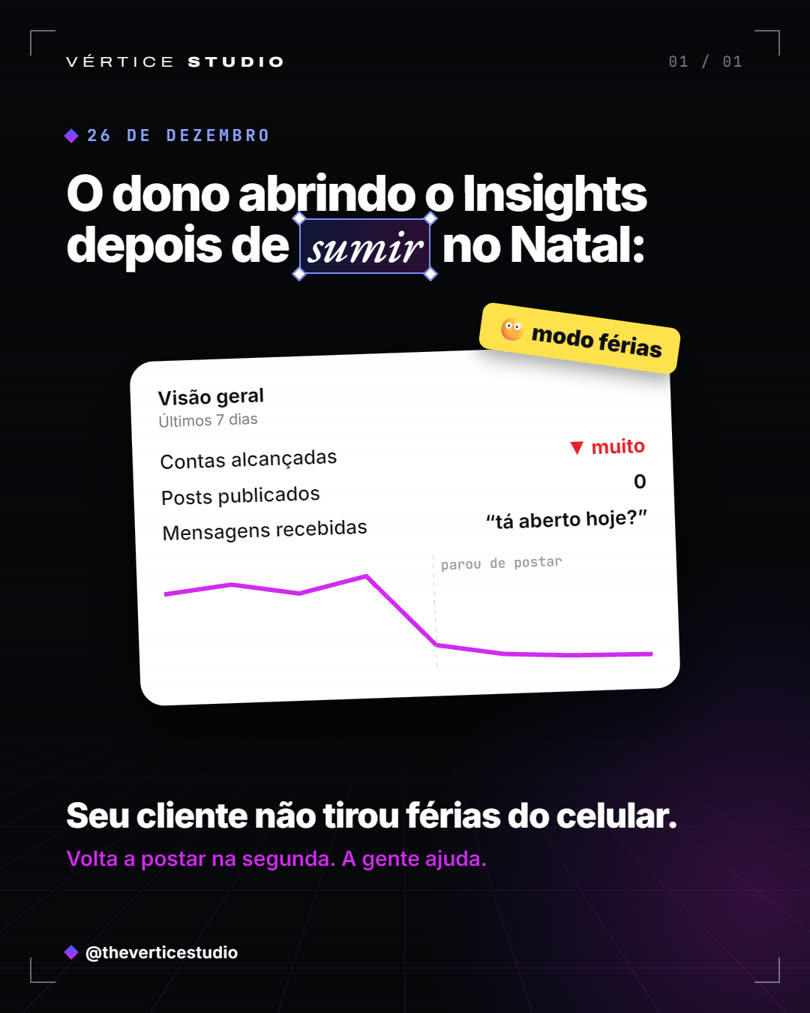 VÉRTICE STUDIO
01 / 01
26 DE DEZEMBRO
O dono abrindo o Insights
depois de sumir no Natal:
modo férias
Visão geral
Últimos 7 dias
Contas alcançadas ▼ muito
Posts publicados 0
Mensagens recebidas “tá aberto hoje?”
parou de postar
Seu cliente não tirou férias do celular.
Volta a postar na segunda. A gente ajuda.
@theverticestudio